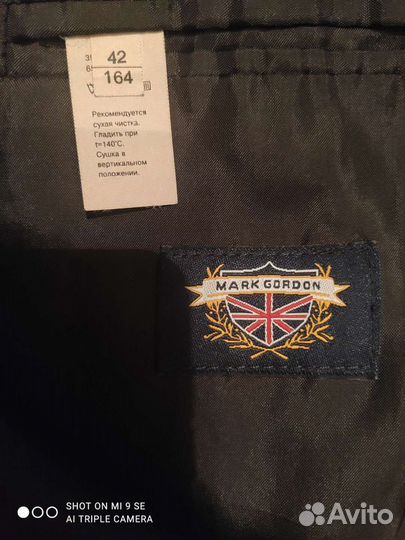 42
164
Рекомендуется
сухая чистка.
Гладить при
t=140°C.
Сушка в
вертикальном
положении.
MARK GORDON
SHOT ON MI 9 SE
AI TRIPLE CAMERA
Avito